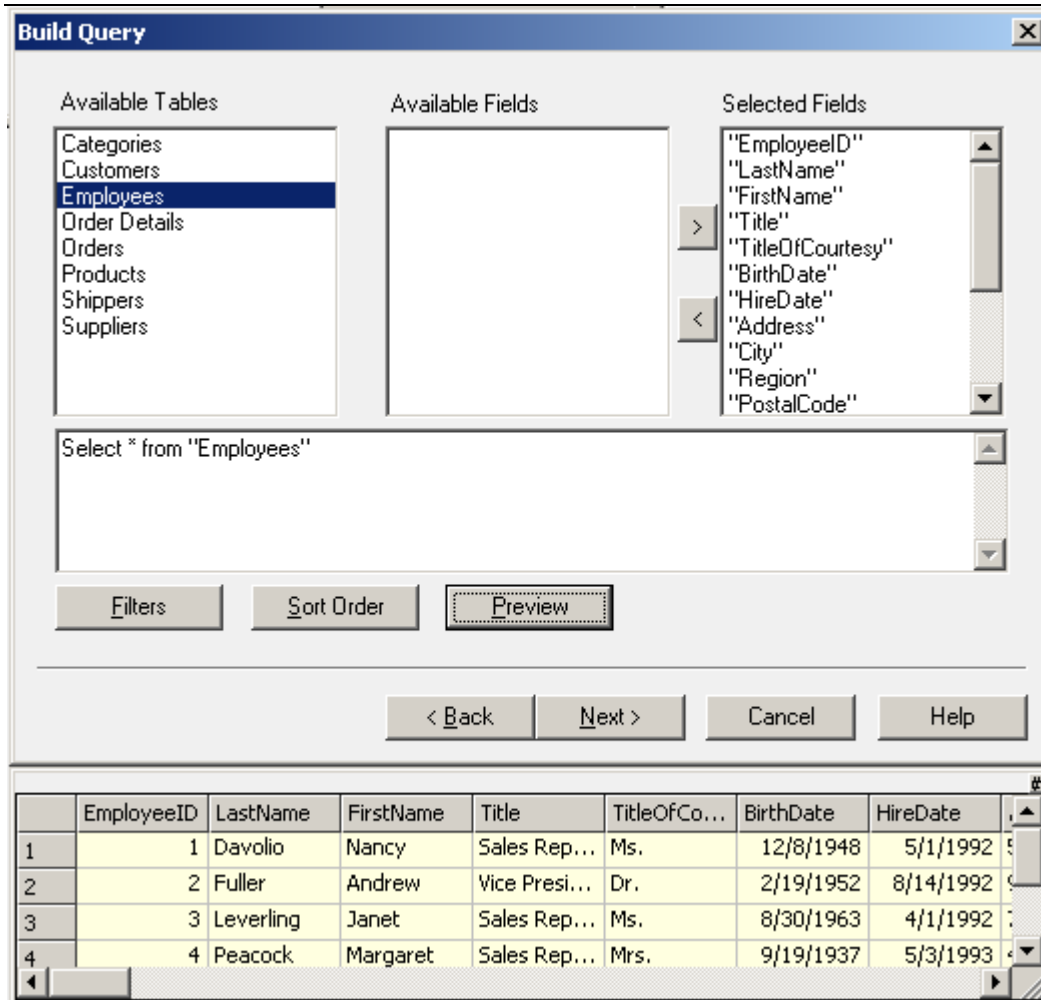 Build Query
Available Tables
Available Fields
Selected Fields
Categories
Customers
Employees
Order Details
Orders
Products
Shippers
Suppliers
>
<
"EmployeeID"
"LastName"
"FirstName"
"Title"
"TitleOfCourtesy"
"BirthDate"
"HireDate"
"Address"
"City"
"Region"
"PostalCode"
Select * from "Employees"
Filters Sort Order Preview
< Back Next > Cancel Help
EmployeeID LastName FirstName Title TitleOfCo... BirthDate HireDate
1 1 Davolio Nancy Sales Rep... Ms. 12/8/1948 5/1/1992
2 2 Fuller Andrew Vice Presi... Dr. 2/19/1952 8/14/1992
3 3 Leverling Janet Sales Rep... Ms. 8/30/1963 4/1/1992
4 4 Peacock Margaret Sales Rep... Mrs. 9/19/1937 5/3/1993